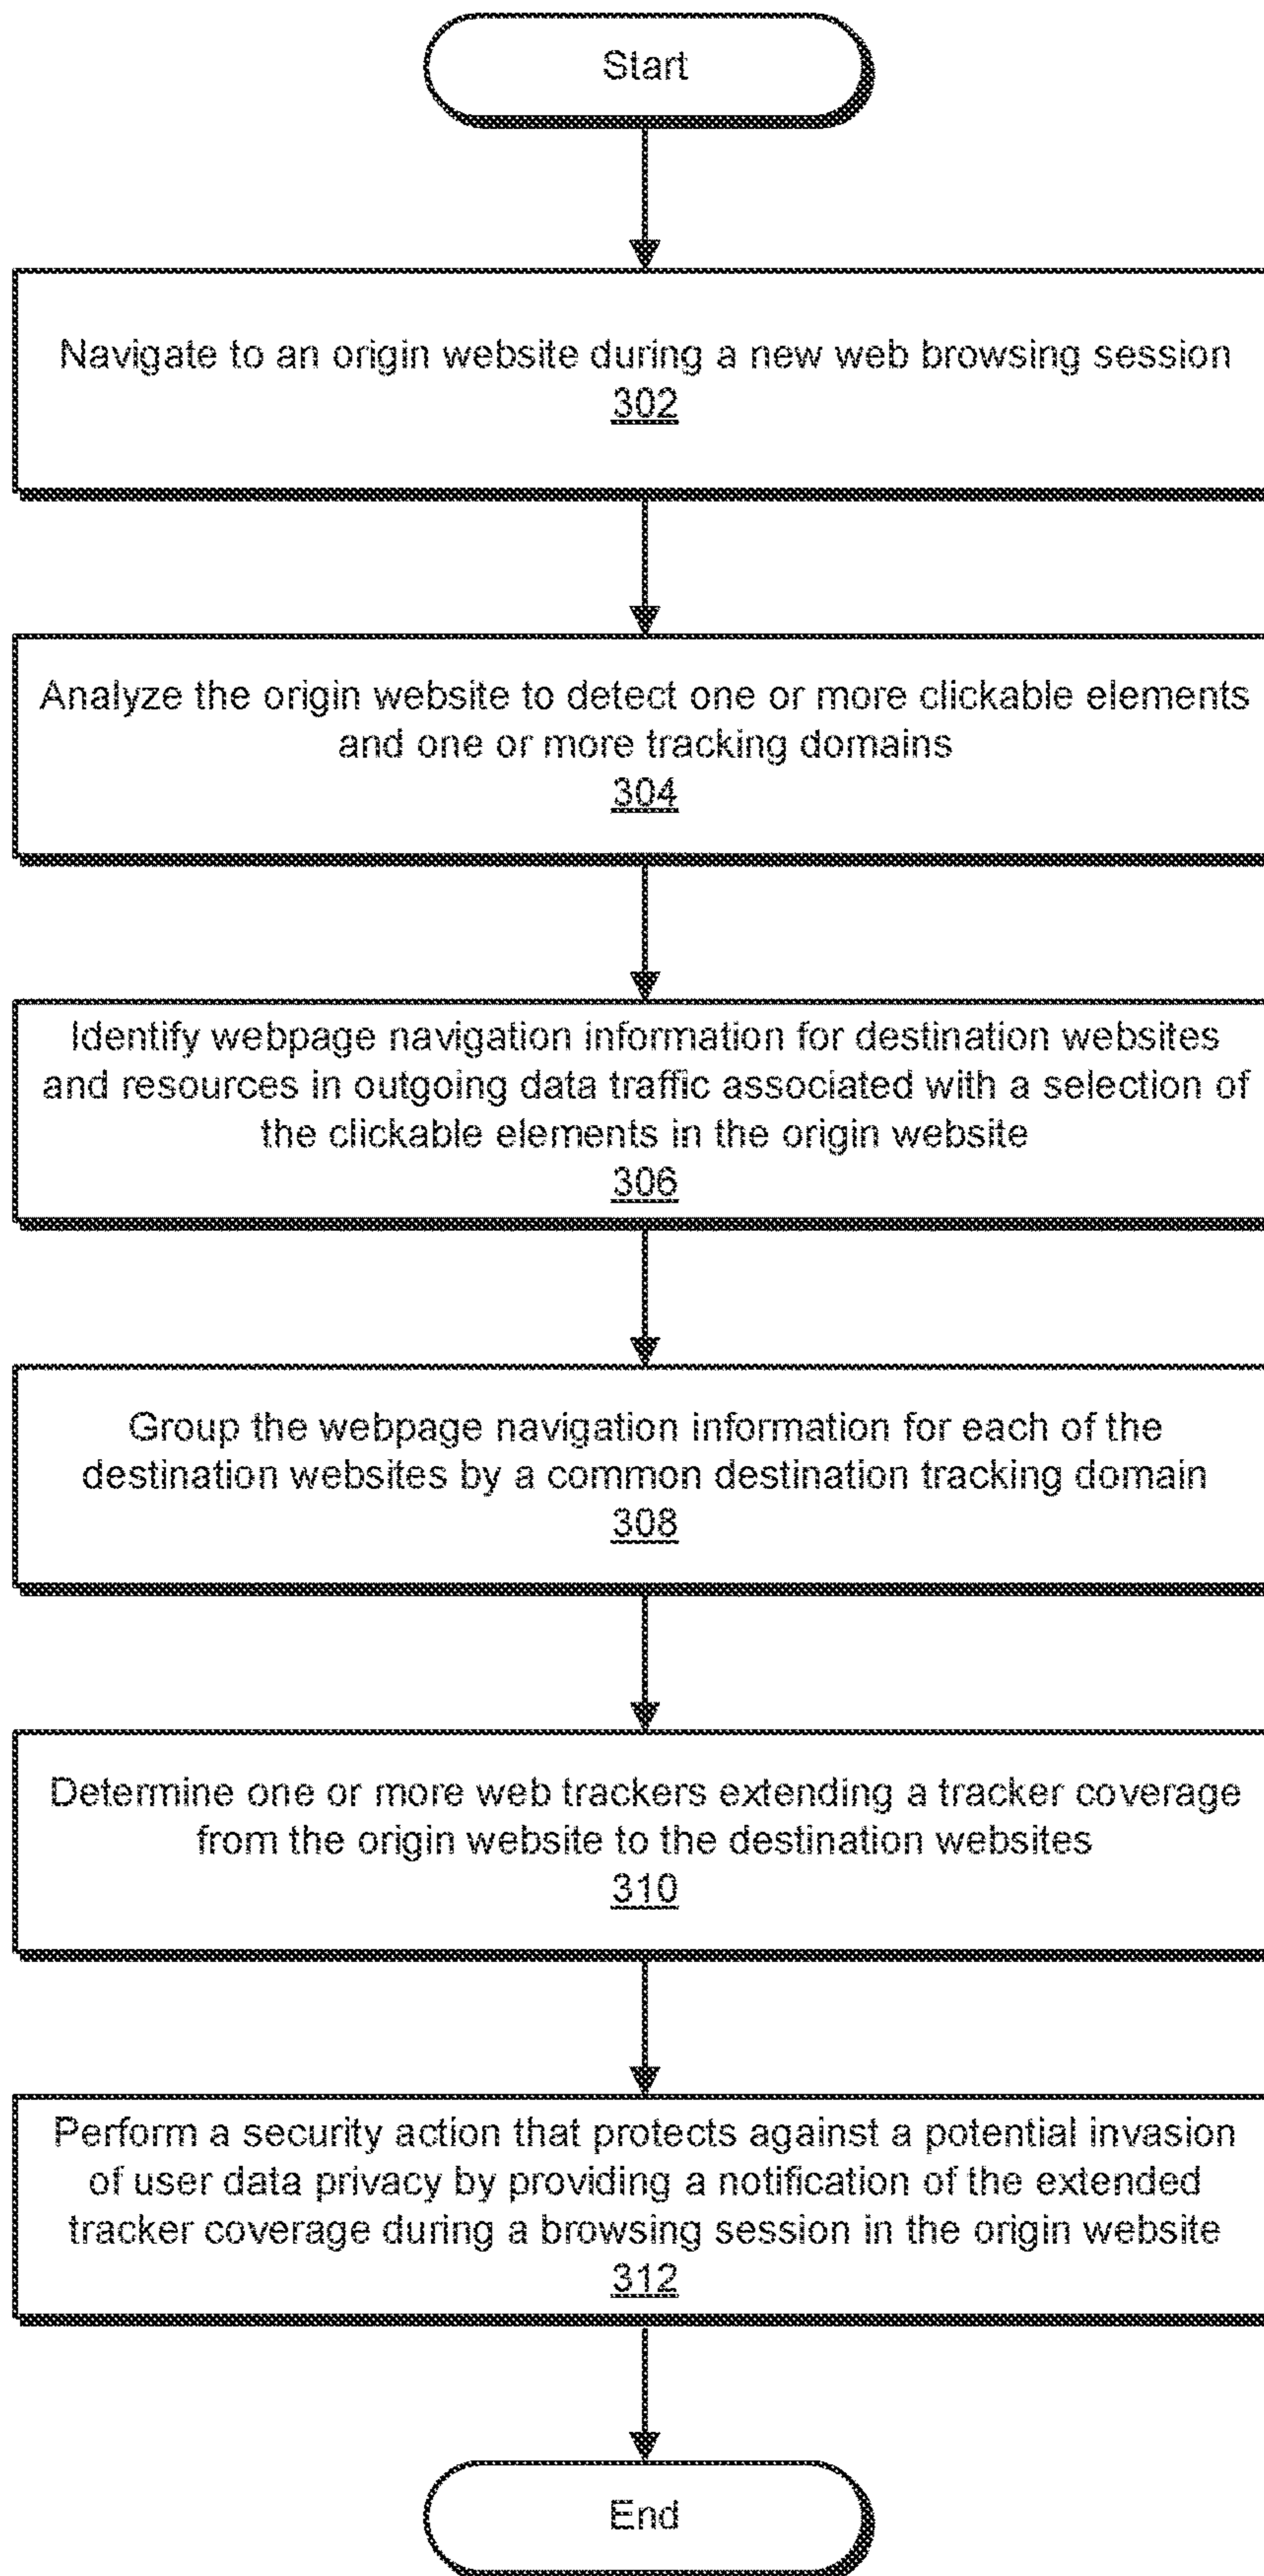 Start
Navigate to an origin website during a new web browsing session
302
Analyze the origin website to detect one or more clickable elements
and one or more tracking domains
304
Identify webpage navigation information for destination websites
and resources in outgoing data traffic associated with a selection of
the clickable elements in the origin website
306
Group the webpage navigation information for each of the
destination websites by a common destination tracking domain
308
Determine one or more web trackers extending a tracker coverage
from the origin website to the destination websites
310
Perform a security action that protects against a potential invasion
of user data privacy by providing a notification of the extended
tracker coverage during a browsing session in the origin website
312
End